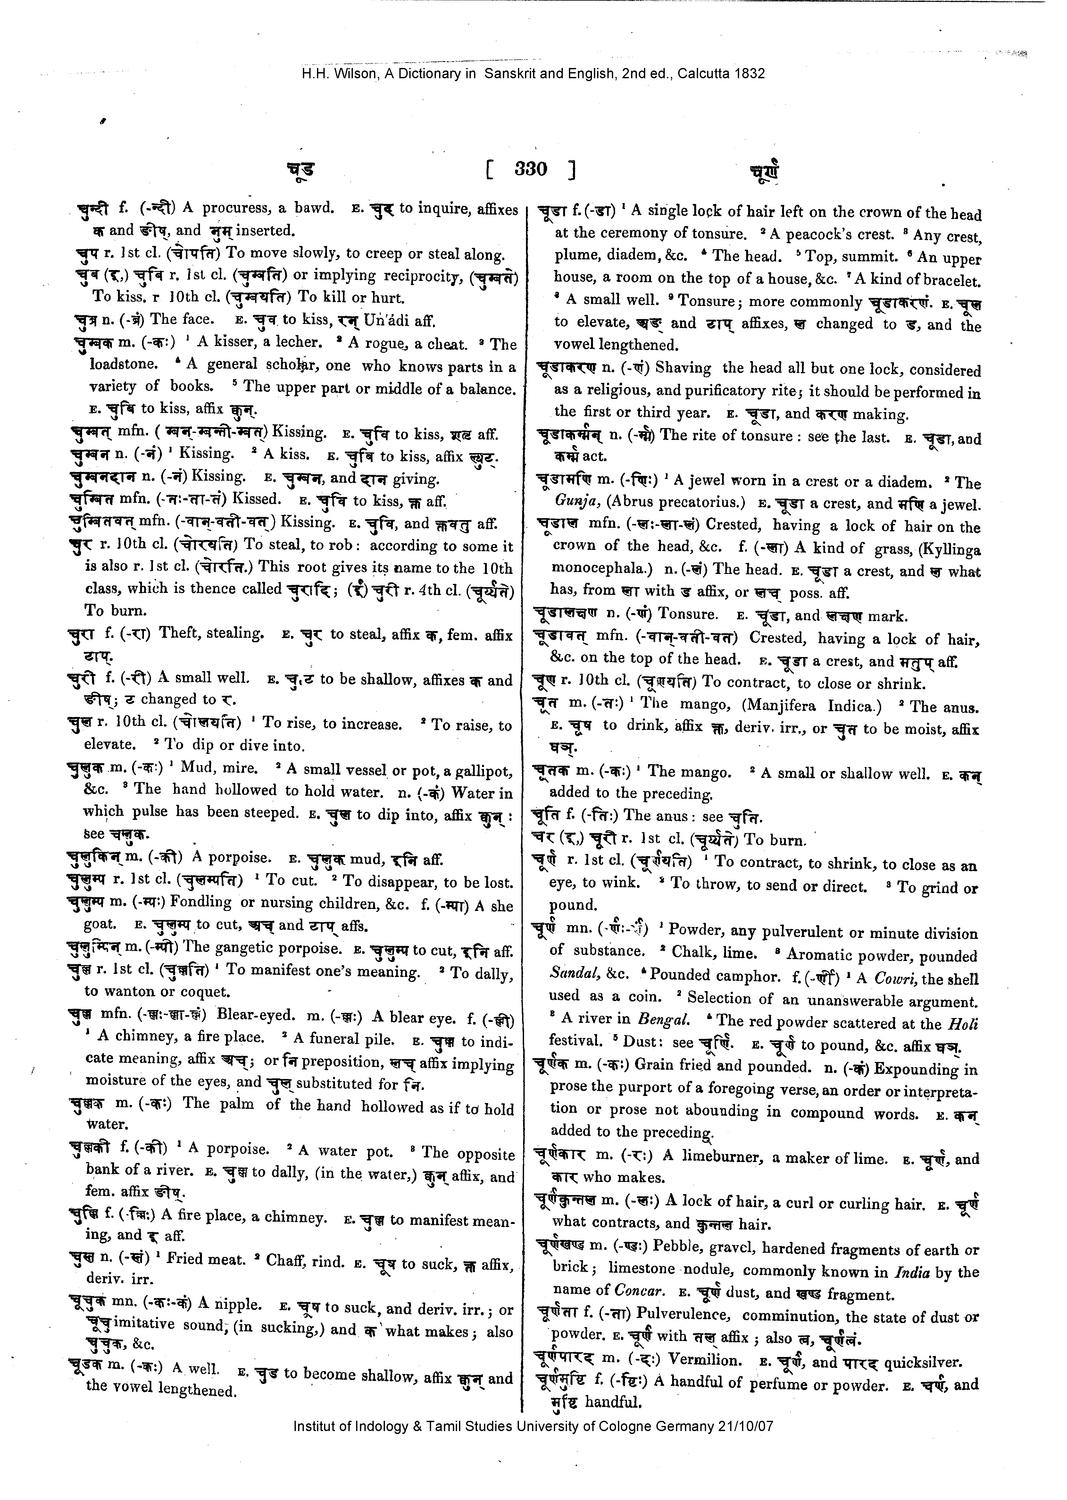 H.H. Wilson, A Dictionary in Sanskrit and English, 2nd ed., Calcutta 1832
चूड
[ 330 ]
चूर्ण
चुन्दी f. (-न्दी) A procuress, a bawd. E. चुद् to inquire, affixes
क and ङीष्, and नुम् inserted.
चुप r. 1st cl. (चोपति) To move slowly, to creep or steal along.
चुब (इ,) चुबि r. 1st cl. (चुम्बति) or implying reciprocity, (चुम्बते)
To kiss. r 10th cl. (चुम्बयति) To kill or hurt.
चुब्र n. (-ब्रं) The face. E. चुब to kiss, रन् Uń'ádi aff.
चुम्बक m. (-कः) ¹ A kisser, a lecher. ² A rogue, a cheat. ³ The
loadstone. ⁴ A general scholar, one who knows parts in a
variety of books. ⁵ The upper part or middle of a balance.
E. चुबि to kiss, affix वुन्.
चुम्बत् mfn. ( म्बन्-म्बन्ती-म्बत्) Kissing. E. चुबि to kiss, शतृ aff.
चुम्बन n. (-नं) ¹ Kissing. ² A kiss. E. चुबि to kiss, affix ल्युट्.
चुम्बनदान n. (-नं) Kissing. E. चुम्बन, and दान giving.
चुम्बित mfn. (-तः-ता-तं) Kissed. E. चुबि to kiss, क्त aff.
चुम्बितवत् mfn. (-वान्-वती-वत्) Kissing. E. चुबि, and क्तवतु aff.
चुर r. 10th cl. (चोरयति) To steal, to rob : according to some it
is also r. 1st cl. (चोरति.) This root gives its name to the 10th
class, which is thence called चुरादि; (ई) चुरी r. 4th cl. (चूर्य्यते)
To burn.
चुरा f. (-रा) Theft, stealing. E. चुर to steal, affix क, fem. affix
टाप्.
चुरी f. (-री) A small well. E. चुट to be shallow, affixes क and
ङीष्; ट changed to र.
चुल r. 10th cl. (चोलयति) ¹ To rise, to increase. ² To raise, to
elevate. ³ To dip or dive into.
चुलुक m. (-कः) ¹ Mud, mire. ² A small vessel or pot, a gallipot,
&c. ³ The hand hollowed to hold water. n. (-कं) Water in
which pulse has been steeped. E. चुल to dip into, affix वुन् :
see चलुक.
चुलुकिन् m. (-की) A porpoise. E. चुलुक mud, इनि aff.
चुलुम्प r. 1st cl. (चुलुम्पति) ¹ To cut. ² To disappear, to be lost.
चुलुम्प m. (-म्पः) Fondling or nursing children, &c. f. (-म्पा) A she
goat. E. चुलुम्प to cut, अच् and टाप् affs.
चुलुम्पिन् m. (-म्पी) The gangetic porpoise. E. चुलुम्प to cut, इनि aff.
चुल्ल r. 1st cl. (चुल्लति) ¹ To manifest one's meaning. ² To dally,
to wanton or coquet.
चुल्ल mfn. (-ल्लः-ल्ला-ल्लं) Blear-eyed. m. (-ल्लः) A blear eye. f. (-ल्ली)
¹ A chimney, a fire place. ² A funeral pile. E. चुल्ल to indi-
cate meaning, affix अच्; or नि preposition, लच् affix implying
moisture of the eyes, and चुल् substituted for नि.
चुल्लक m. (-कः) The palm of the hand hollowed as if to hold
water.
चुल्लकी f. (-की) ¹ A porpoise. ² A water pot. ³ The opposite
bank of a river. E. चुल्ल to dally, (in the water,) वुन् affix, and
fem. affix ङीष्.
चुल्लि f. (-ल्लिः) A fire place, a chimney. E. चुल्ल to manifest mean-
ing, and इ aff.
चुस्त n. (-स्तं) ¹ Fried meat. ² Chaff, rind. E. चूष to suck, क्त affix,
deriv. irr.
चूचुक mn. (-कः-कं) A nipple. E. चूष to suck, and deriv. irr. ; or
चूचु imitative sound, (in sucking,) and क what makes ; also
चुचुक, &c.
चूडक m. (-कः) A well. E. चुड to become shallow, affix वुन् and
the vowel lengthened.
चूडा f. (-डा) ¹ A single lock of hair left on the crown of the head
at the ceremony of tonsure. ² A peacock's crest. ³ Any crest,
plume, diadem, &c. ⁴ The head. ⁵ Top, summit. ⁶ An upper
house, a room on the top of a house, &c. ⁷ A kind of bracelet.
⁸ A small well. ⁹ Tonsure; more commonly चूडाकरणं. E. चूल
to elevate, अङ् and टाप् affixes, ल changed to ड, and the
vowel lengthened.
चूडाकरण n. (-णं) Shaving the head all but one lock, considered
as a religious, and purificatory rite; it should be performed in
the first or third year. E. चूडा, and करण making.
चूडाकर्म्मन् n. (-र्म्म) The rite of tonsure : see the last. E. चूडा, and
कर्म्म act.
चूडामणि m. (-णिः) ¹ A jewel worn in a crest or a diadem. ² The
Gunja, (Abrus precatorius.) E. चूडा a crest, and मणि a jewel.
चूडाल mfn. (-लः-ला-लं) Crested, having a lock of hair on the
crown of the head, &c. f. (-ला) A kind of grass, (Kyllinga
monocephala.) n. (-लं) The head. E. चूडा a crest, and ल what
has, from ला with ड affix, or लच् poss. aff.
चूडालक्षण n. (-णं) Tonsure. E. चूडा, and लक्षण mark.
चूडावत् mfn. (-वान्-वती-वत्) Crested, having a lock of hair,
&c. on the top of the head. E. चूडा a crest, and मतुप् aff.
चूण r. 10th cl. (चूणयति) To contract, to close or shrink.
चूत m. (-तः) ¹ The mango, (Manjifera Indica.) ² The anus.
E. चूष to drink, affix क्त, deriv. irr., or चुत to be moist, affix
घञ्.
चूतक m. (-कः) ¹ The mango. ² A small or shallow well. E. कन्
added to the preceding.
चूति f. (-तिः) The anus : see चुति.
चर (ई,) चूरी r. 1st cl. (चूर्य्यते) To burn.
चूर्ण r. 1st cl. (चूर्णयति) ¹ To contract, to shrink, to close as an
eye, to wink. ² To throw, to send or direct. ³ To grind or
pound.
चूर्ण mn. (-र्णः-र्णं) ¹ Powder, any pulverulent or minute division
of substance. ² Chalk, lime. ³ Aromatic powder, pounded
Sandal, &c. ⁴ Pounded camphor. f. (-र्णी) ¹ A Cowri, the shell
used as a coin. ² Selection of an unanswerable argument.
³ A river in Bengal. ⁴ The red powder scattered at the Holi
festival. ⁵ Dust : see चूर्णि. E. चूर्ण to pound, &c. affix घञ्.
चूर्णक m. (-कः) Grain fried and pounded. n. (-कं) Expounding in
prose the purport of a foregoing verse, an order or interpreta-
tion or prose not abounding in compound words. E. कन्
added to the preceding.
चूर्णकार m. (-रः) A limeburner, a maker of lime. E. चूर्ण, and
कार who makes.
चूर्णकुन्तल m. (-लः) A lock of hair, a curl or curling hair. E. चूर्ण
what contracts, and कुन्तल hair.
चूर्णखण्ड m. (-ण्डः) Pebble, gravel, hardened fragments of earth or
brick ; limestone nodule, commonly known in India by the
name of Concar. E. चूर्ण dust, and खण्ड fragment.
चूर्णता f. (-ता) Pulverulence, comminution, the state of dust or
powder. E. चूर्ण with तल affix ; also त्व, चूर्णत्वं.
चूर्णपारद m. (-दः) Vermilion. E. चूर्ण, and पारद quicksilver.
चूर्णमुष्टि f. (-ष्टिः) A handful of perfume or powder. E. चर्ण, and
मुष्टि handful.
Institut of Indology & Tamil Studies University of Cologne Germany 21/10/07